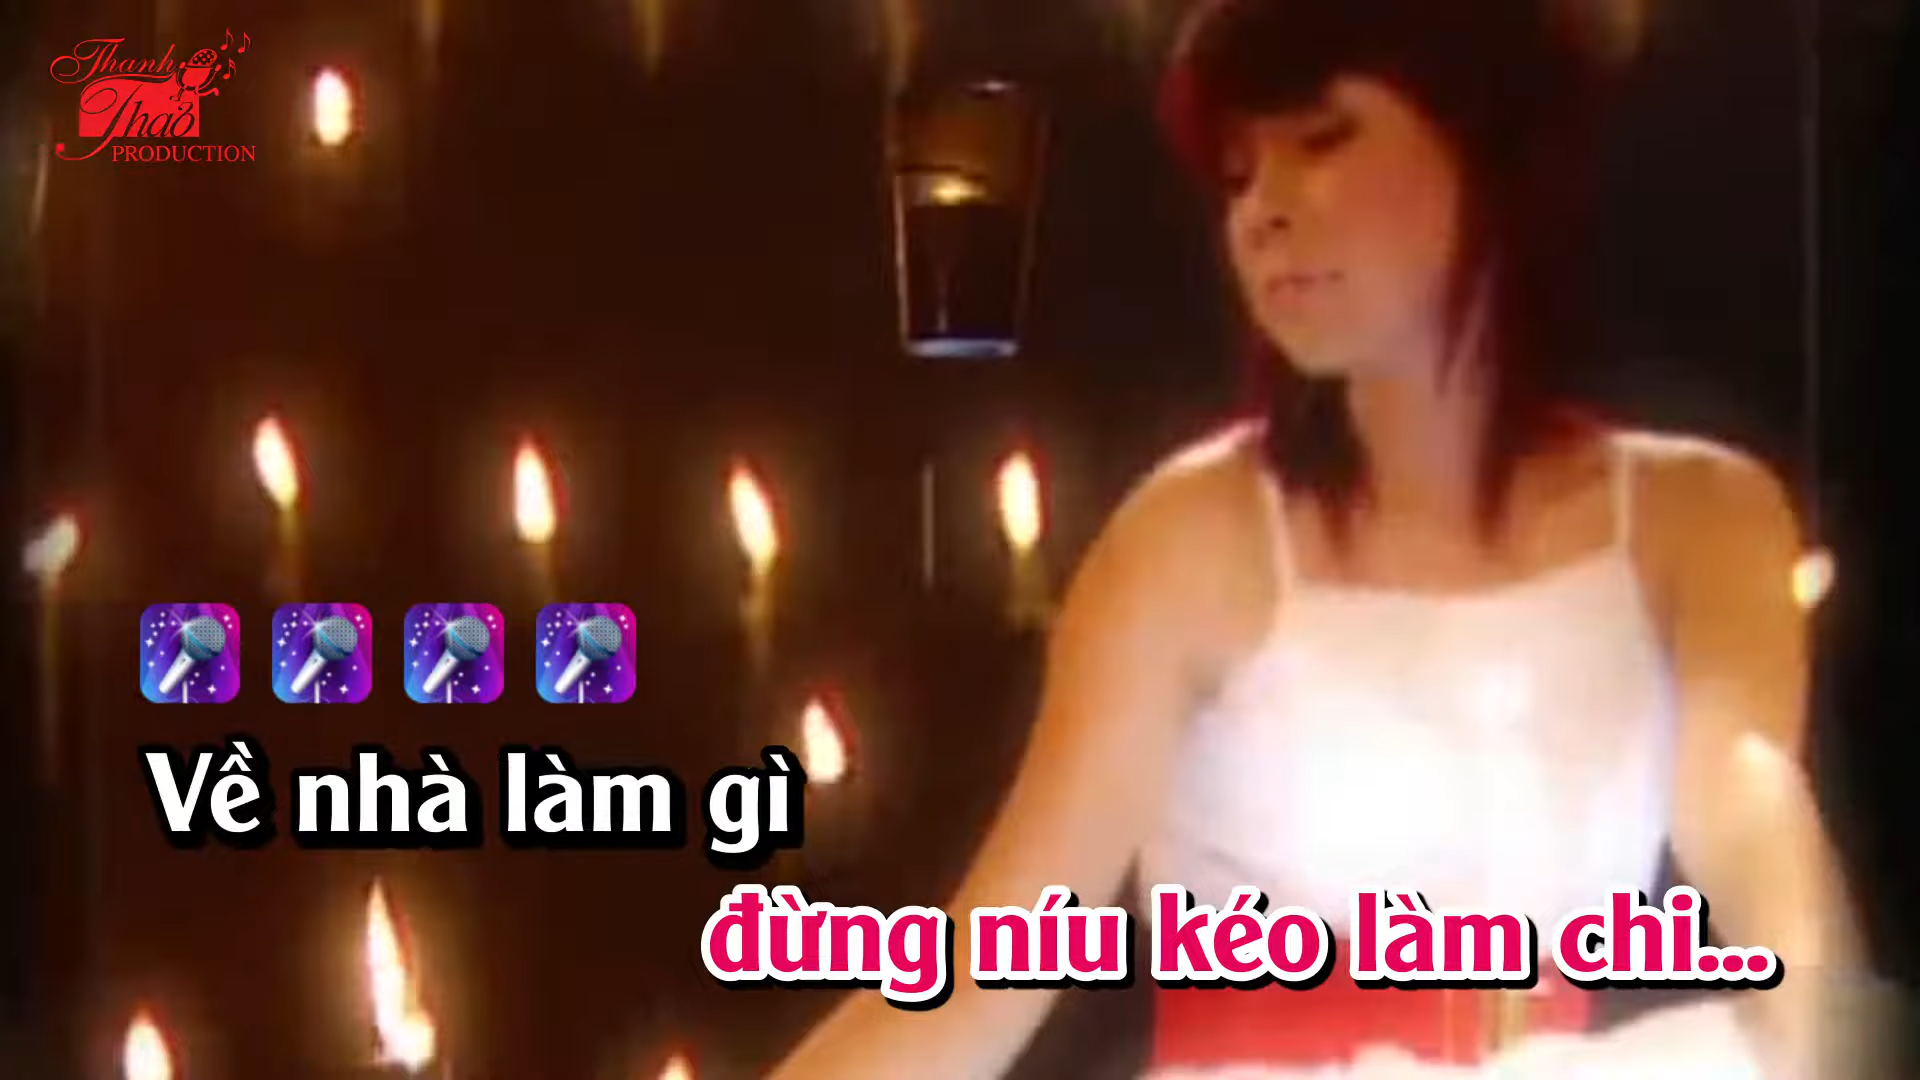 Thanh
Thảo
PRODUCTION
Về nhà làm gì
đừng níu kéo làm chi...